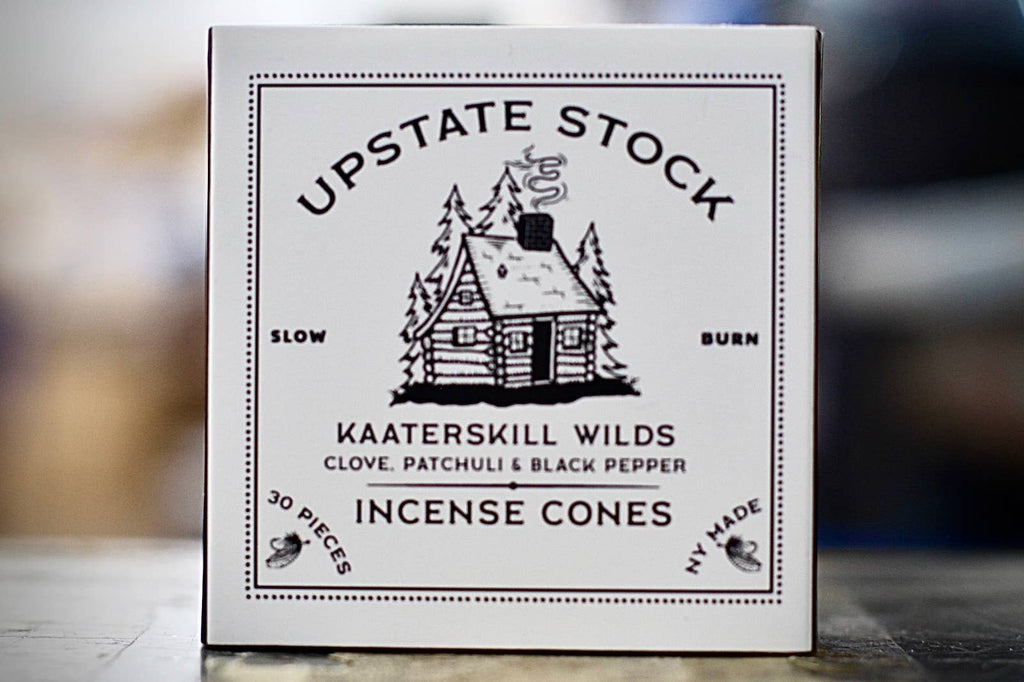 UPSTATE STOCK
SLOW
BURN
KAATERSKILL WILDS
CLOVE, PATCHULI & BLACK PEPPER
INCENSE CONES
30 PIECES
NY MADE